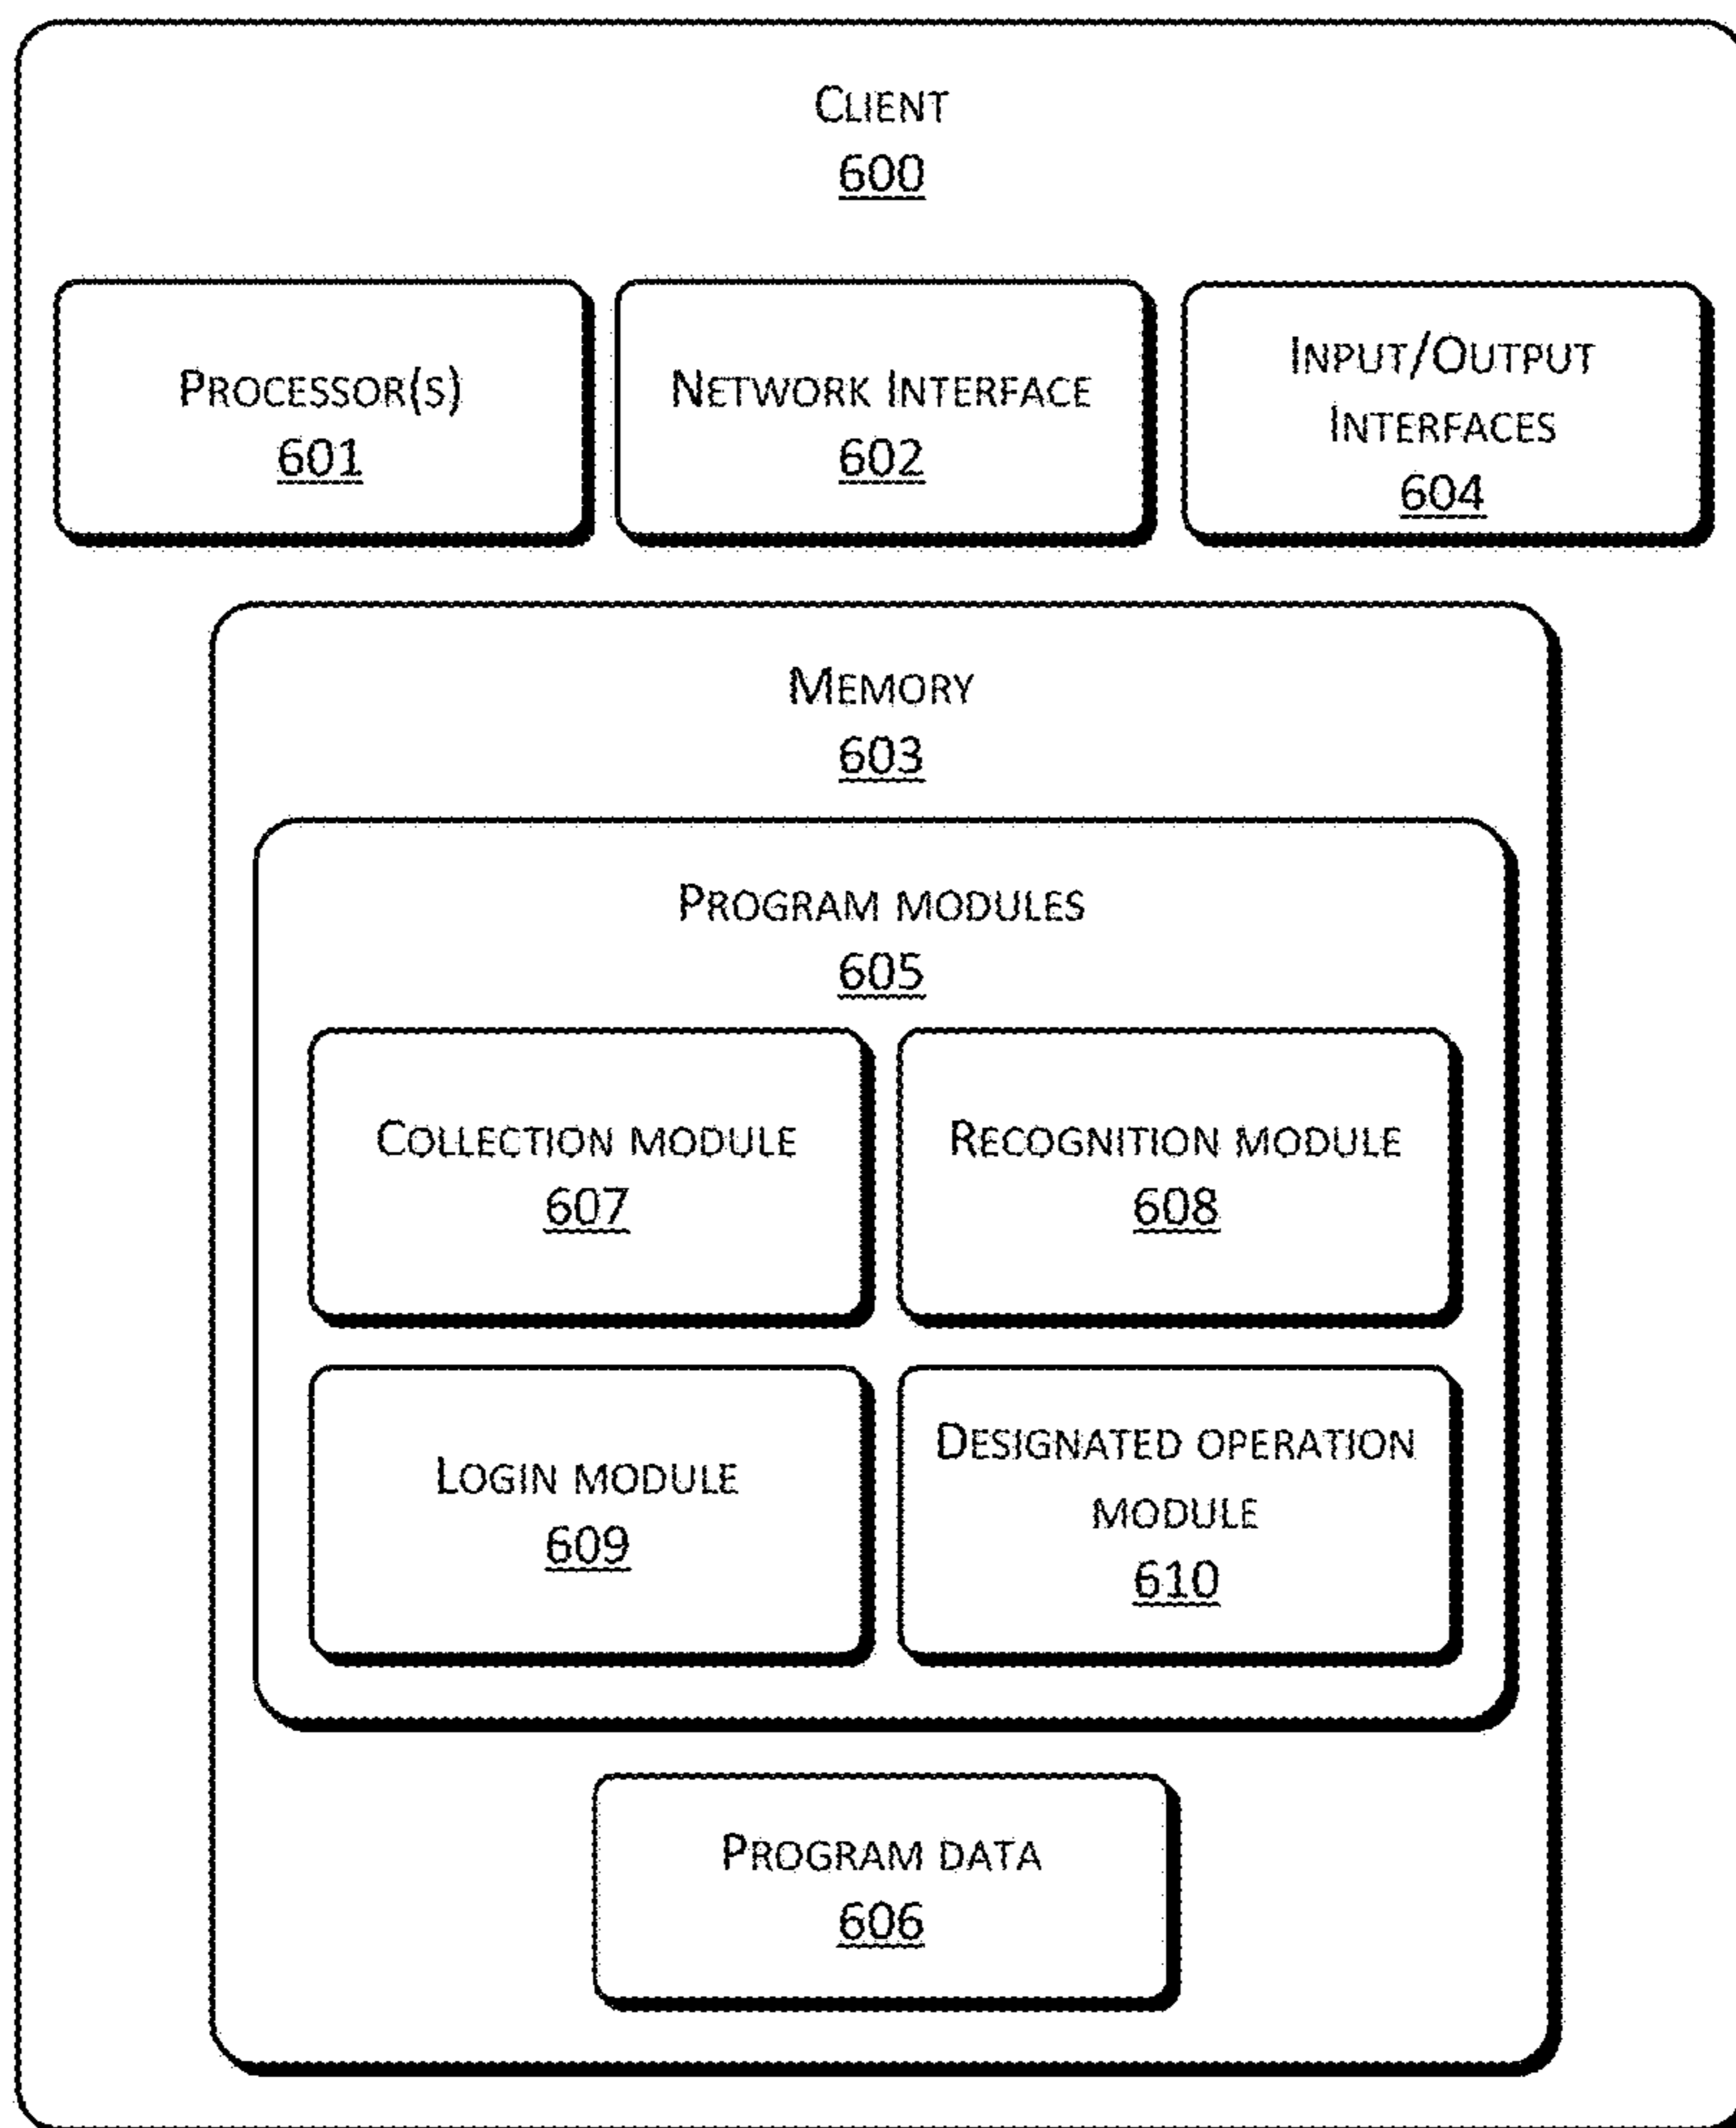 CLIENT
600
PROCESSOR(S)
601
NETWORK INTERFACE
602
INPUT/OUTPUT
INTERFACES
604
MEMORY
603
PROGRAM MODULES
605
COLLECTION MODULE
607
RECOGNITION MODULE
608
LOGIN MODULE
609
DESIGNATED OPERATION
MODULE
610
PROGRAM DATA
606